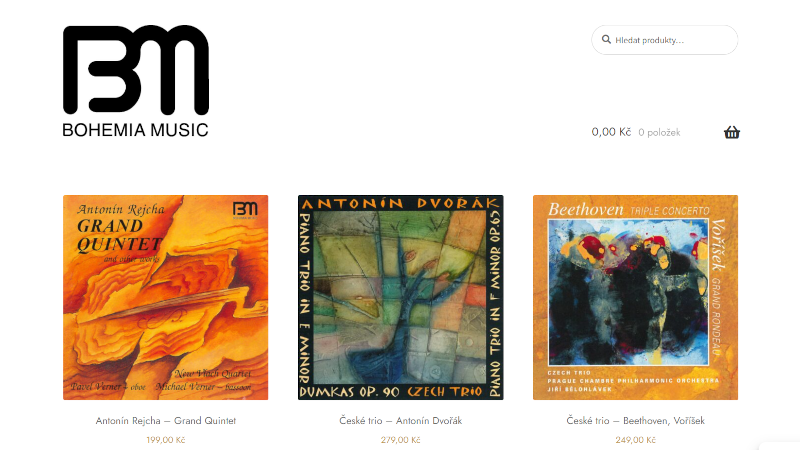 BM
BOHEMIA MUSIC
Hledat produkty...
0,00 Kč 0 položek
Antonín Rejcha
GRAND
QUINTET
and other works
BM
New Vlach Quartet
Pavel Verner – oboe Michael Verner – bassoon
ANTONÍN DVOŘÁK
PIANO TRIO IN E MINOR
DUMKAS OP. 90 CZECH TRIO
PIANO TRIO IN F MINOR OP.65
Beethoven TRIPLE CONCERTO
Voříšek GRAND RONDEAU
CZECH TRIO
PRAGUE CHAMBRE PHILHARMONIC ORCHESTRA
JIŘÍ BĚLOHLÁVEK
Antonín Rejcha – Grand Quintet
199,00 Kč
České trio – Antonín Dvořák
279,00 Kč
České trio – Beethoven, Voříšek
249,00 Kč